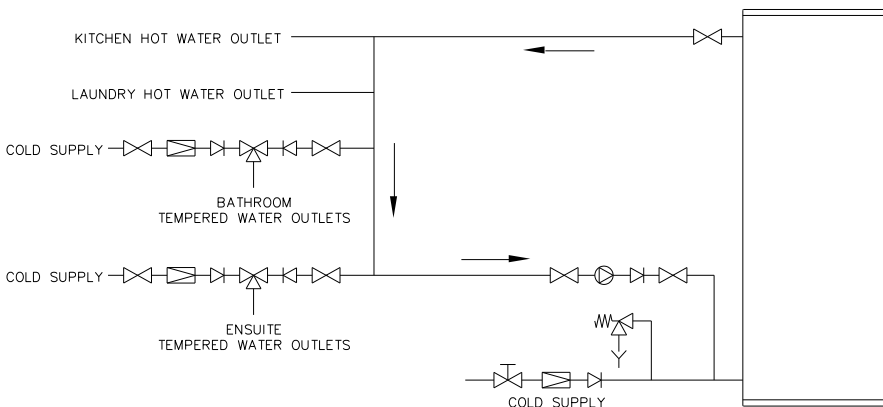 KITCHEN HOT WATER OUTLET
LAUNDRY HOT WATER OUTLET
COLD SUPPLY
BATHROOM
TEMPERED WATER OUTLETS
COLD SUPPLY
ENSUITE
TEMPERED WATER OUTLETS
COLD SUPPLY